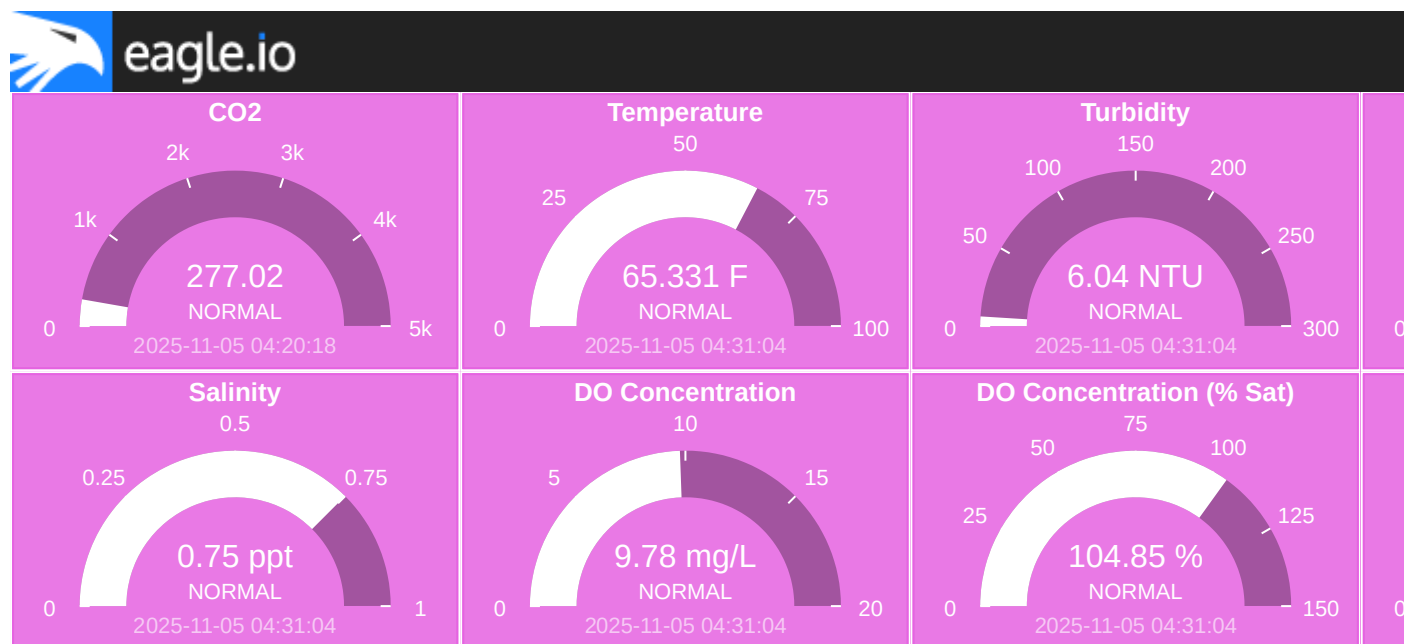 eagle.io
CO2
0
1k
2k
3k
4k
5k
277.02
NORMAL
2025-11-05 04:20:18
Temperature
0
25
50
75
100
65.331 F
NORMAL
2025-11-05 04:31:04
Turbidity
0
50
100
150
200
250
300
6.04 NTU
NORMAL
2025-11-05 04:31:04
0
Salinity
0
0.25
0.5
0.75
1
0.75 ppt
NORMAL
2025-11-05 04:31:04
DO Concentration
0
5
10
15
20
9.78 mg/L
NORMAL
2025-11-05 04:31:04
DO Concentration (% Sat)
0
25
50
75
100
125
150
104.85 %
NORMAL
2025-11-05 04:31:04
0